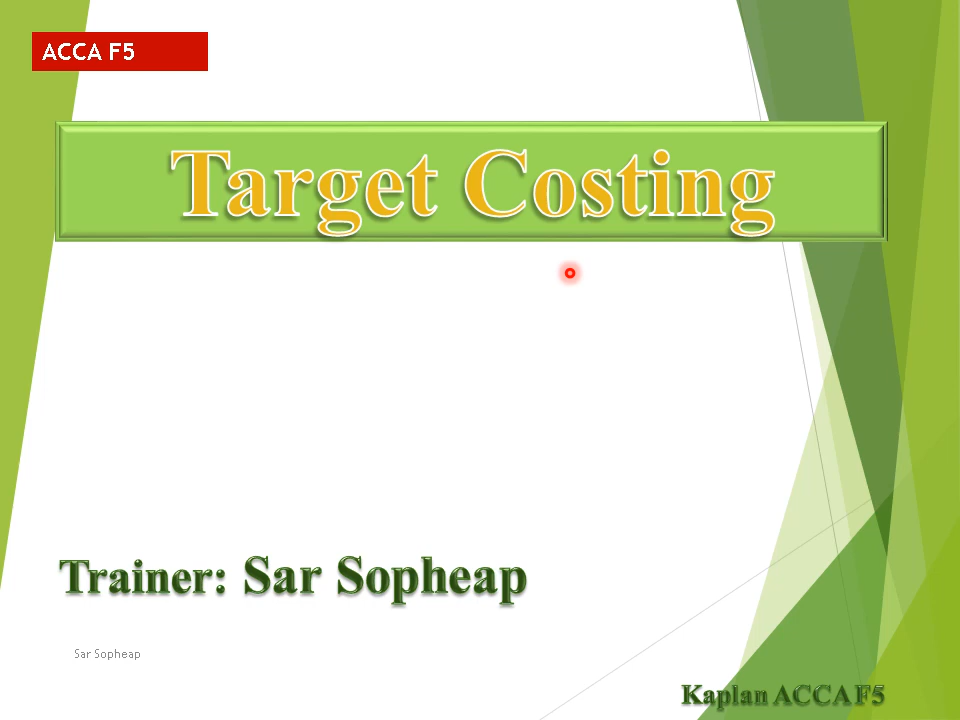 ACCA F5
Target Costing
Trainer: Sar Sopheap
Sar Sopheap
Kaplan ACCA F5